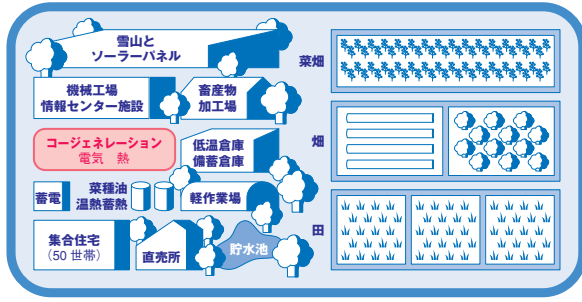 雪山と
ソーラーパネル
機械工場
情報センター施設
畜産物
加工場
コージェネレーション
電気 熱
低温倉庫
備蓄倉庫
蓄電
菜種油
温熱蓄熱
軽作業場
集合住宅
（50 世帯）
直売所
貯水池
菜畑
畑
田